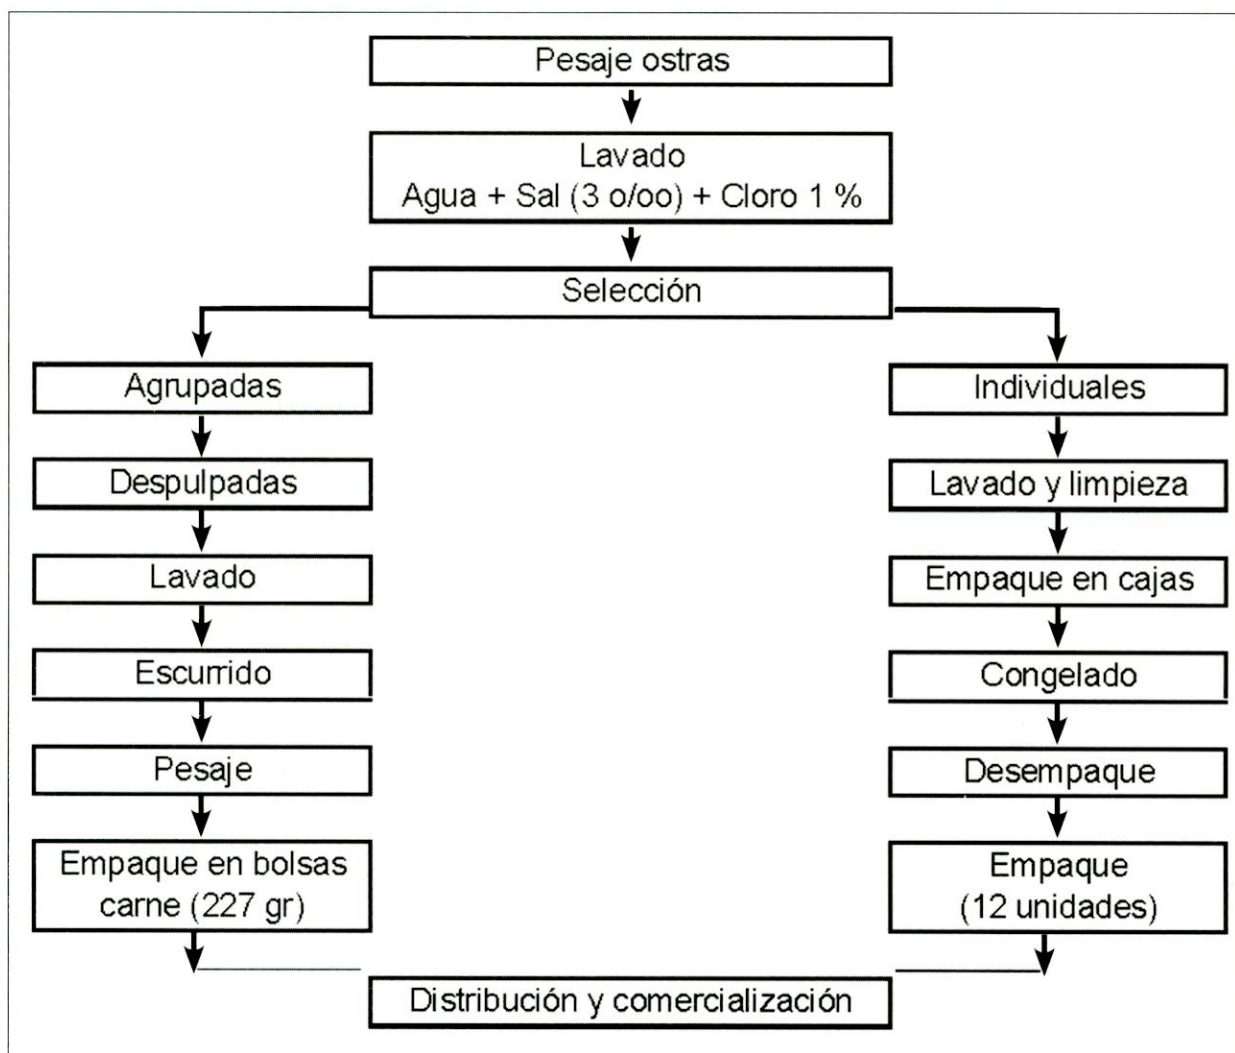 Pesaje ostras
Lavado
Agua + Sal (3 o/oo) + Cloro 1 %
Selección
Agrupadas
Despulpadas
Lavado
Escurrido
Pesaje
Empaque en bolsas
carne (227 gr)
Individuales
Lavado y limpieza
Empaque en cajas
Congelado
Desempaque
Empaque
(12 unidades)
Distribución y comercialización